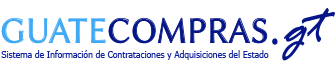 GUATECOMPRAS.gt
Sistema de Información de Contrataciones y Adquisiciones del Estado